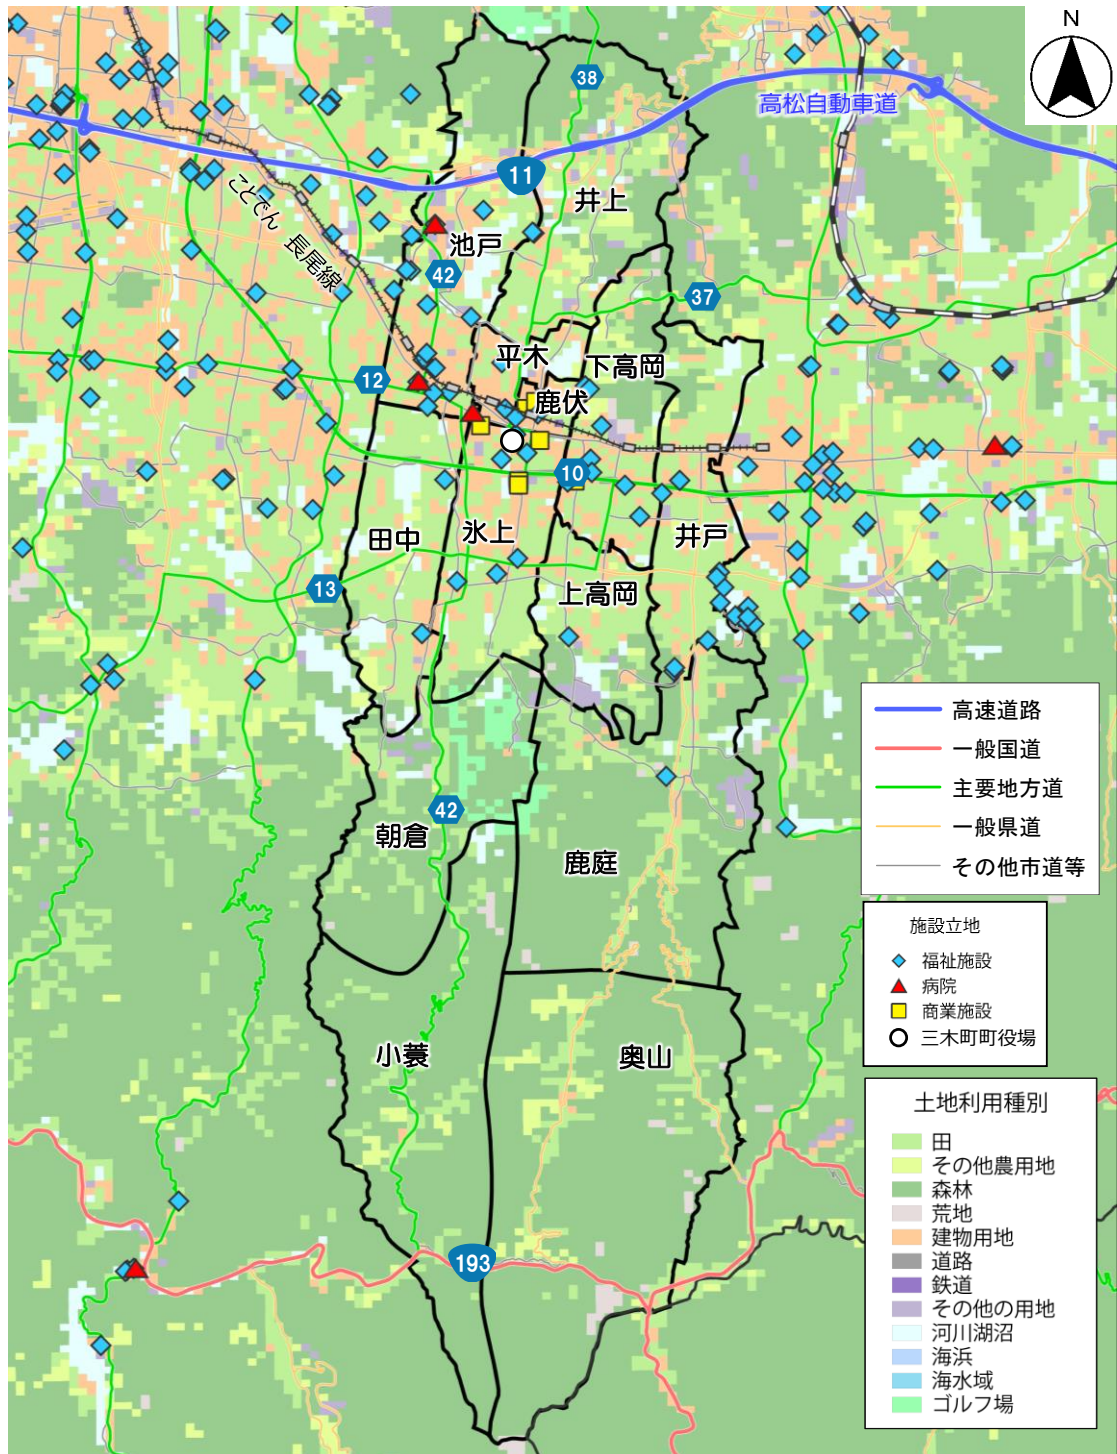 N
38
高松自動車道
11
井上
ことでん 長尾線
池戸
42
37
平木
下高岡
12
鹿伏
10
田中
氷上
井戸
13
上高岡
高速道路
一般国道
主要地方道
一般県道
その他市道等
42
朝倉
鹿庭
施設立地
福祉施設
病院
商業施設
三木町町役場
小蓑
奥山
193
土地利用種別
田
その他農用地
森林
荒地
建物用地
道路
鉄道
その他の用地
河川湖沼
海浜
海水域
ゴルフ場